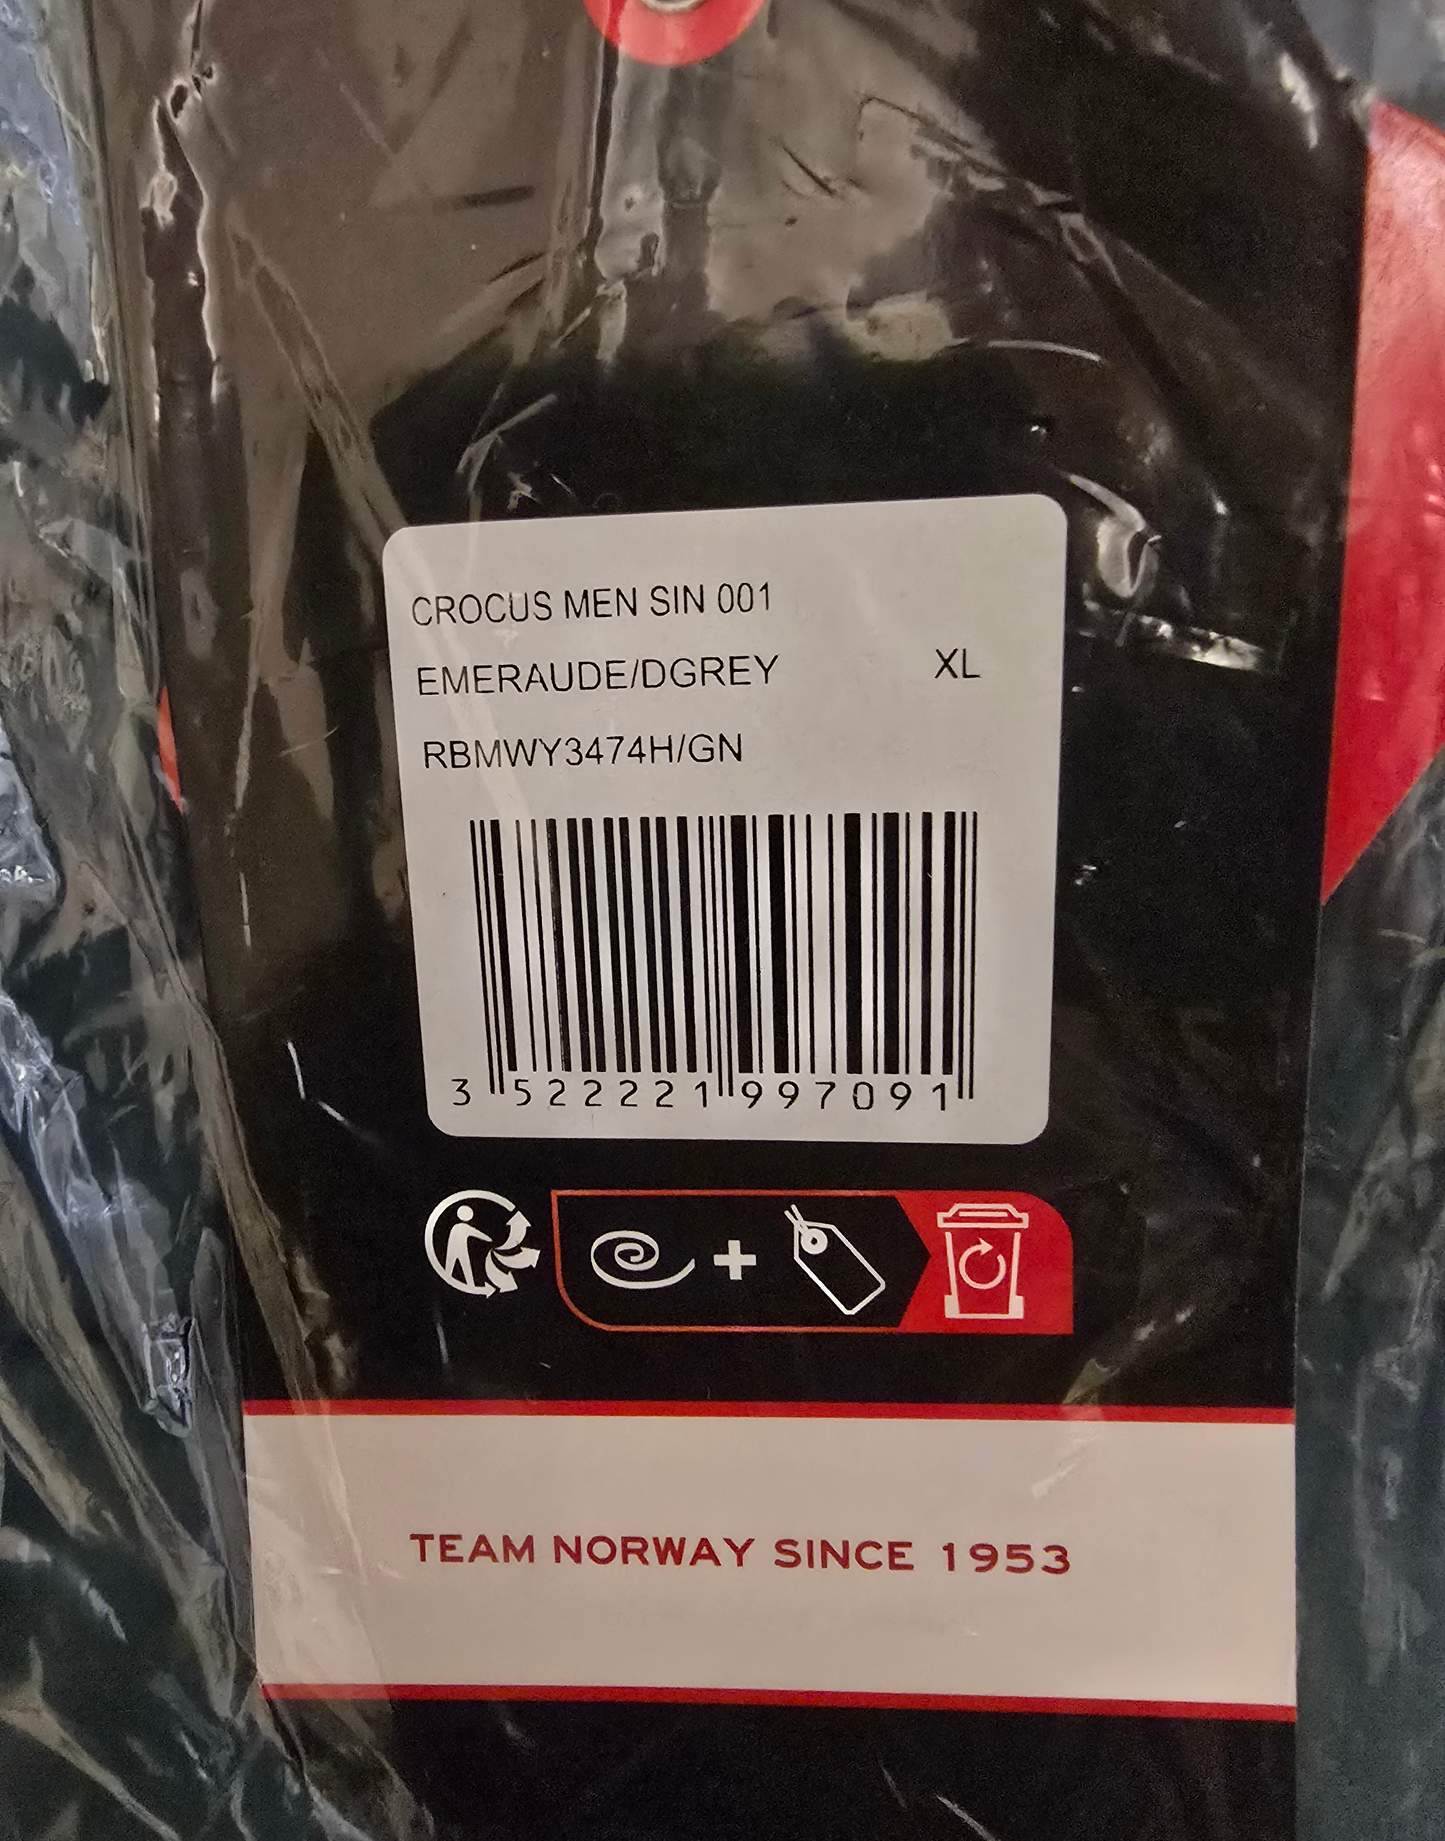 CROCUS MEN SIN 001
EMERAUDE/DGREY XL
RBMWY3474H/GN
3 522221 997091
TEAM NORWAY SINCE 1953